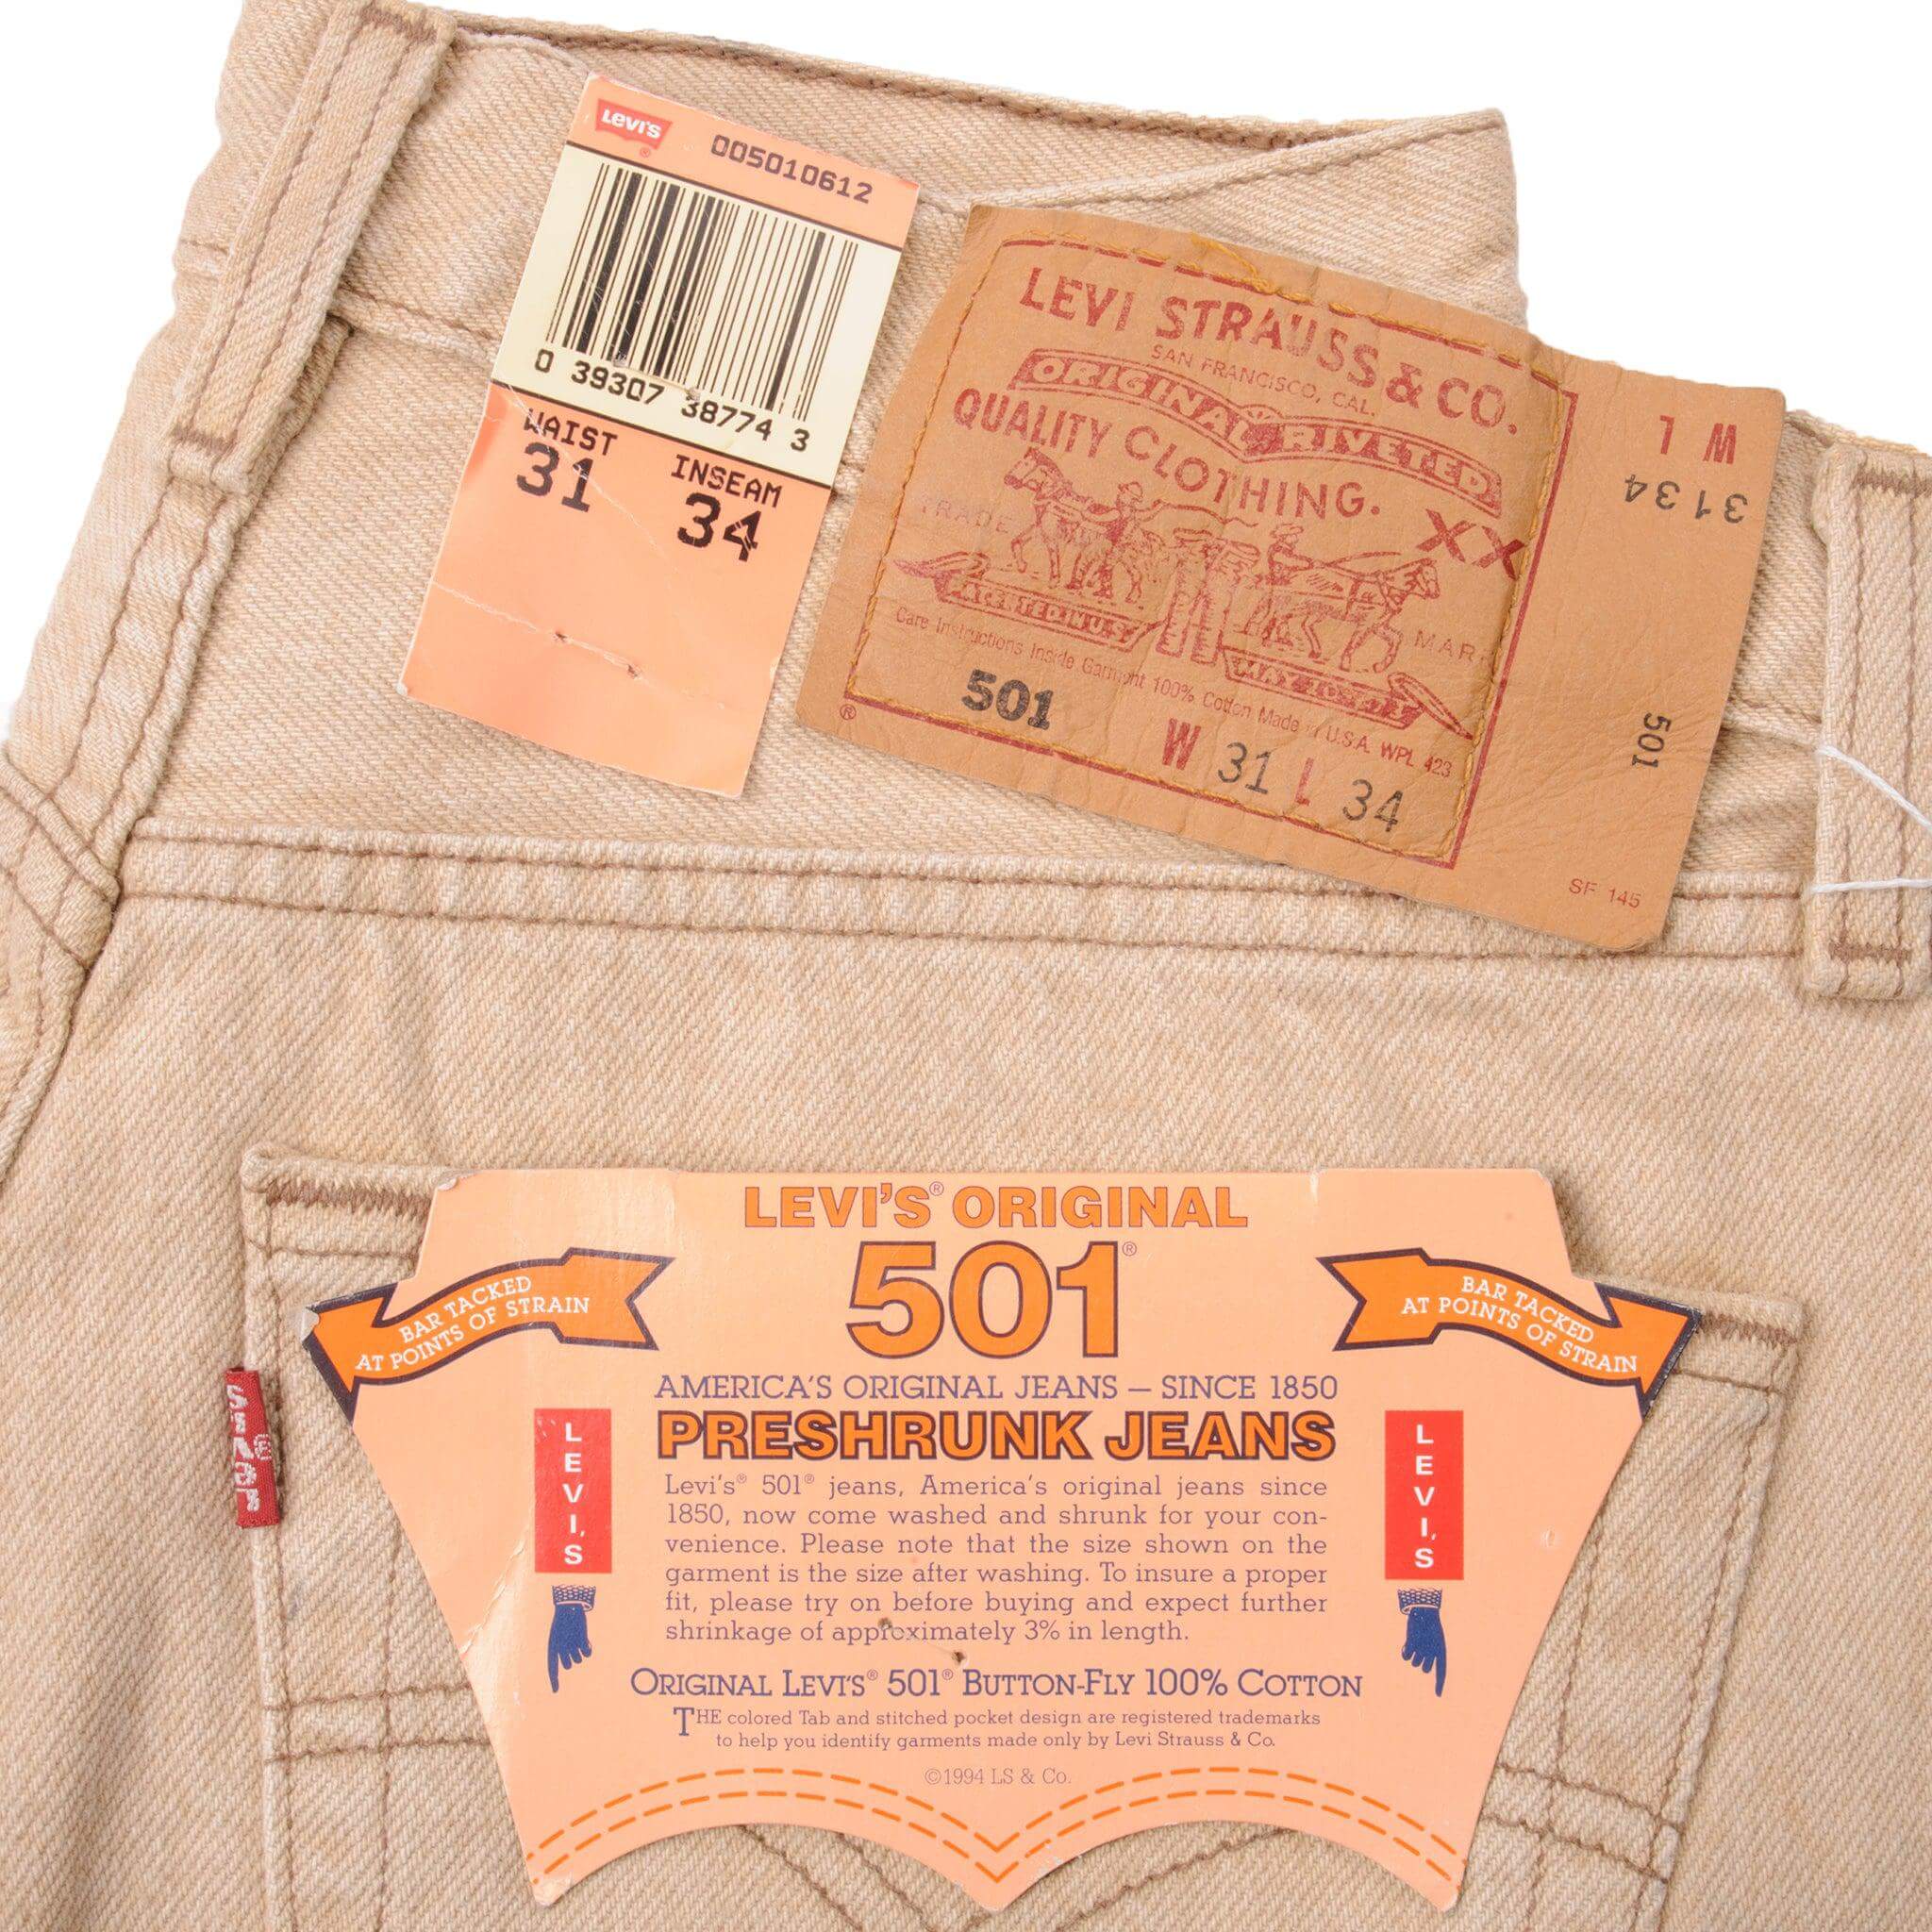 Levi's ®
005010612
0 39307 38774 3
WAIST INSEAM
31 34
LEVI STRAUSS & CO.
SAN FRANCISCO, CAL.
ORIGINAL RIVETED
QUALITY CLOTHING.
TRADE XX MAR
PATENTED IN U.S. MAY 20 1873
Care Instructions Inside Garment 100% Cotton Made in U.S.A. WPL 423
501
W 31 L 34
®
W L
3134
501
SF 145
LEVI'S® ORIGINAL
501®
BAR TACKED
AT POINTS OF STRAIN
BAR TACKED
AT POINTS OF STRAIN
AMERICA'S ORIGINAL JEANS – SINCE 1850
PRESHRUNK JEANS
LEVI'S
LEVI'S
LEVI'S®
Levi's® 501® jeans, America's original jeans since
1850, now come washed and shrunk for your con-
venience. Please note that the size shown on the
garment is the size after washing. To insure a proper
fit, please try on before buying and expect further
shrinkage of approximately 3% in length.
ORIGINAL LEVI'S® 501® BUTTON-FLY 100% COTTON
THE colored Tab and stitched pocket design are registered trademarks
to help you identify garments made only by Levi Strauss & Co.
©1994 LS & Co.